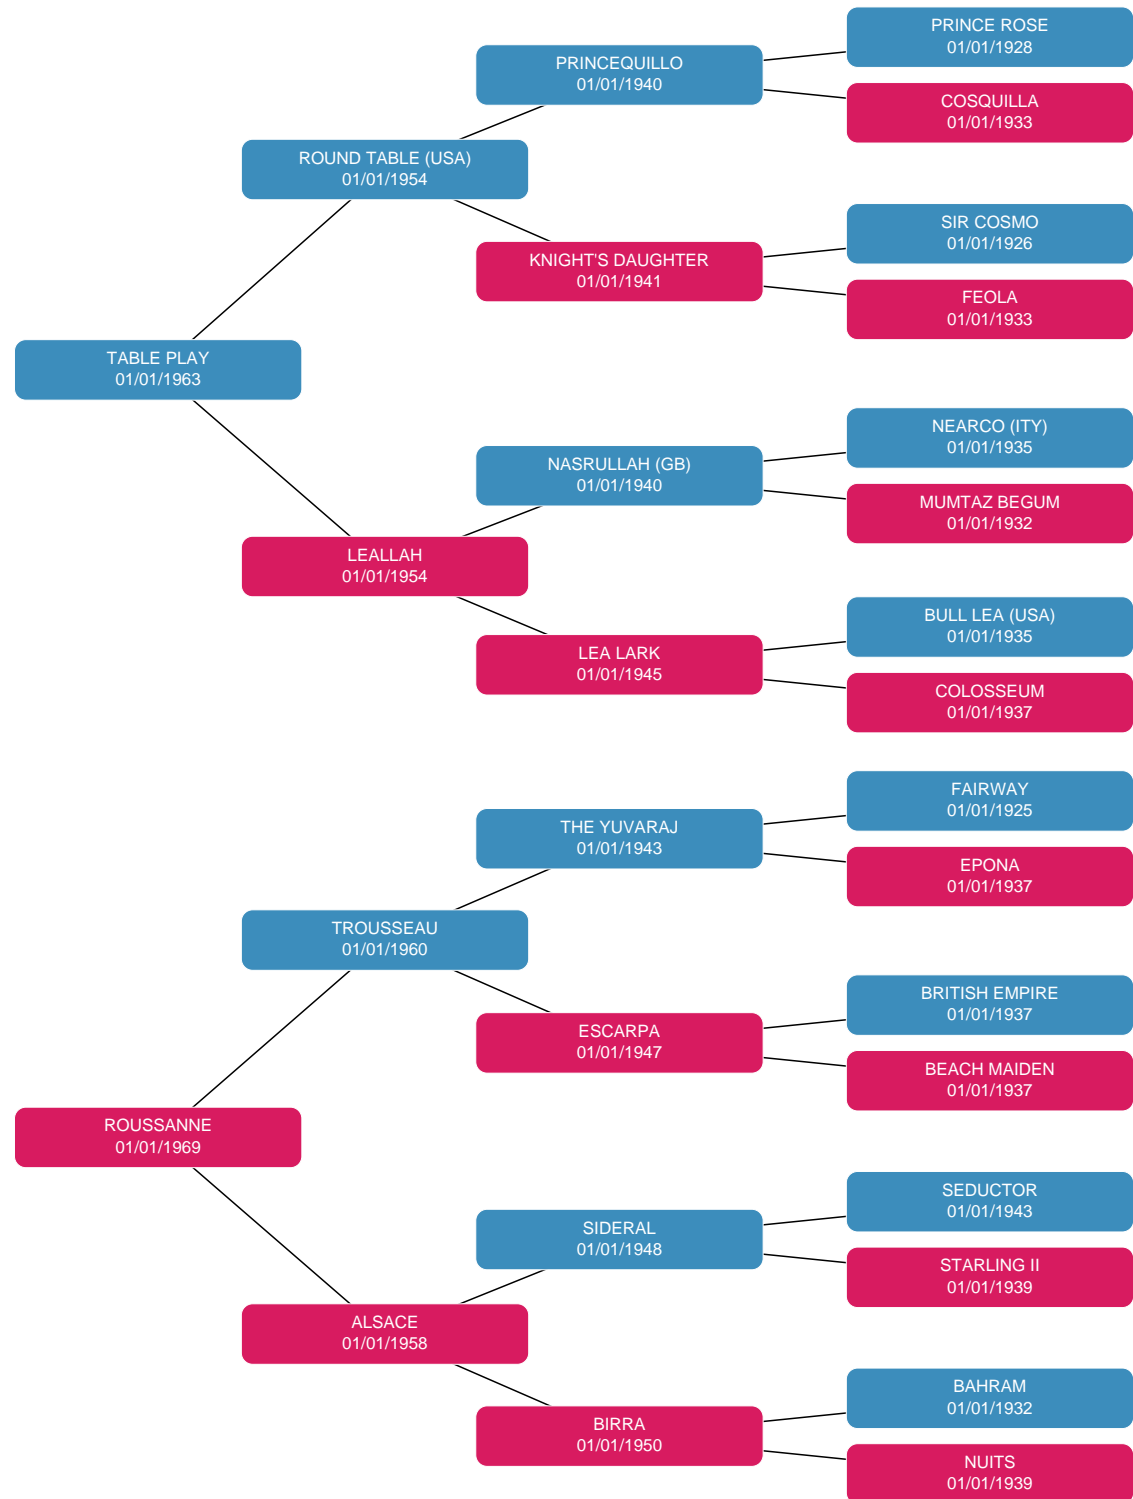 PRINCE ROSE
01/01/1928
PRINCEQUILLO
01/01/1940
COSQUILLA
01/01/1933
ROUND TABLE (USA)
01/01/1954
SIR COSMO
01/01/1926
KNIGHT'S DAUGHTER
01/01/1941
FEOLA
01/01/1933
TABLE PLAY
01/01/1963
NEARCO (ITY)
01/01/1935
NASRULLAH (GB)
01/01/1940
MUMTAZ BEGUM
01/01/1932
LEALLAH
01/01/1954
BULL LEA (USA)
01/01/1935
LEA LARK
01/01/1945
COLOSSEUM
01/01/1937
FAIRWAY
01/01/1925
THE YUVARAJ
01/01/1943
EPONA
01/01/1937
TROUSSEAU
01/01/1960
BRITISH EMPIRE
01/01/1937
ESCARPA
01/01/1947
BEACH MAIDEN
01/01/1937
ROUSSANNE
01/01/1969
SEDUCTOR
01/01/1943
SIDERAL
01/01/1948
STARLING II
01/01/1939
ALSACE
01/01/1958
BAHRAM
01/01/1932
BIRRA
01/01/1950
NUITS
01/01/1939